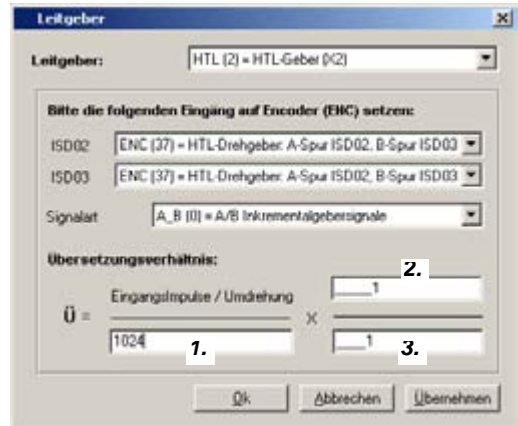 Leitgeber
Leitgeber: HTL (2) = HTL-Geber (X2)
Bitte die folgenden Eingäng auf Encoder (ENC) setzen:
ISD02 ENC (37) = HTL-Drehgeber: A-Spur ISD02, B-Spur ISD03
ISD03 ENC (37) = HTL-Drehgeber: A-Spur ISD02, B-Spur ISD03
Signalart A_B (0) = A/B Inkrementalgebersignale
Übersetzungsverhältnis:
2.
____1
EingangsImpulse / Umdrehung
Ü = X
1024 1. ____1 3.
Ok Abbrechen Übernehmen